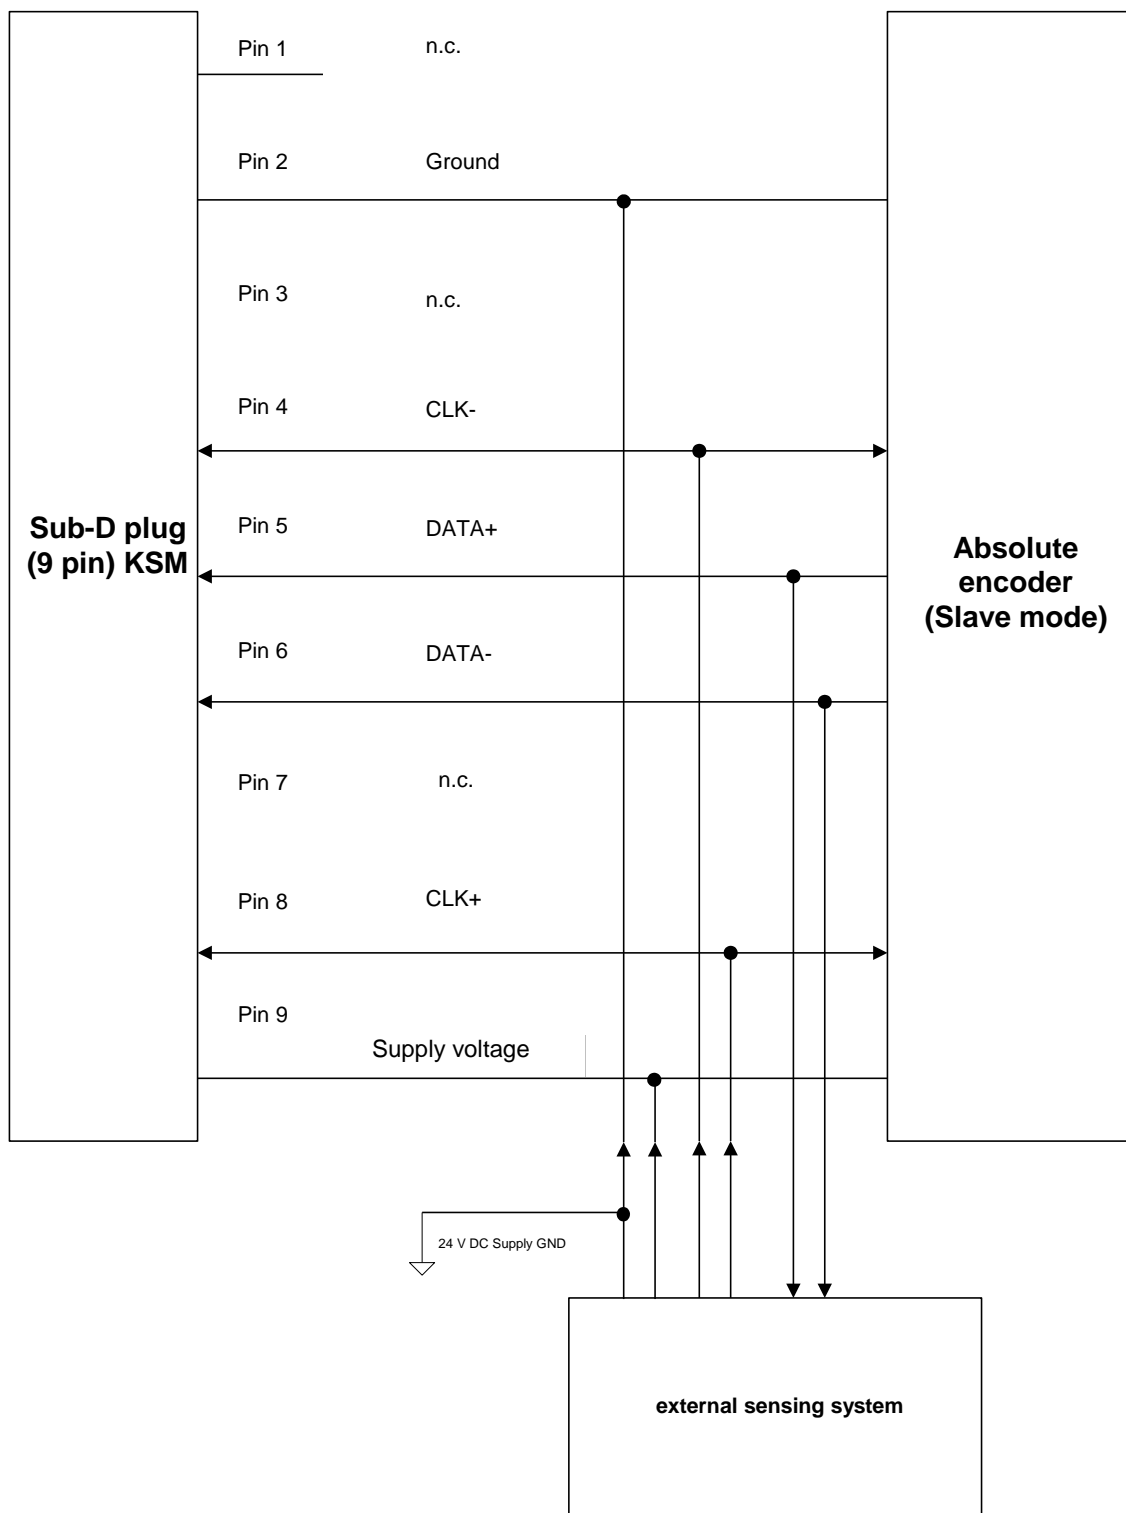 Pin 1 n.c.
Pin 2 Ground
Pin 3 n.c.
Pin 4 CLK-
Sub-D plug
(9 pin) KSM
Pin 5 DATA+
Absolute
encoder
(Slave mode)
Pin 6 DATA-
Pin 7 n.c.
Pin 8 CLK+
Pin 9
Supply voltage
24 V DC Supply GND
external sensing system